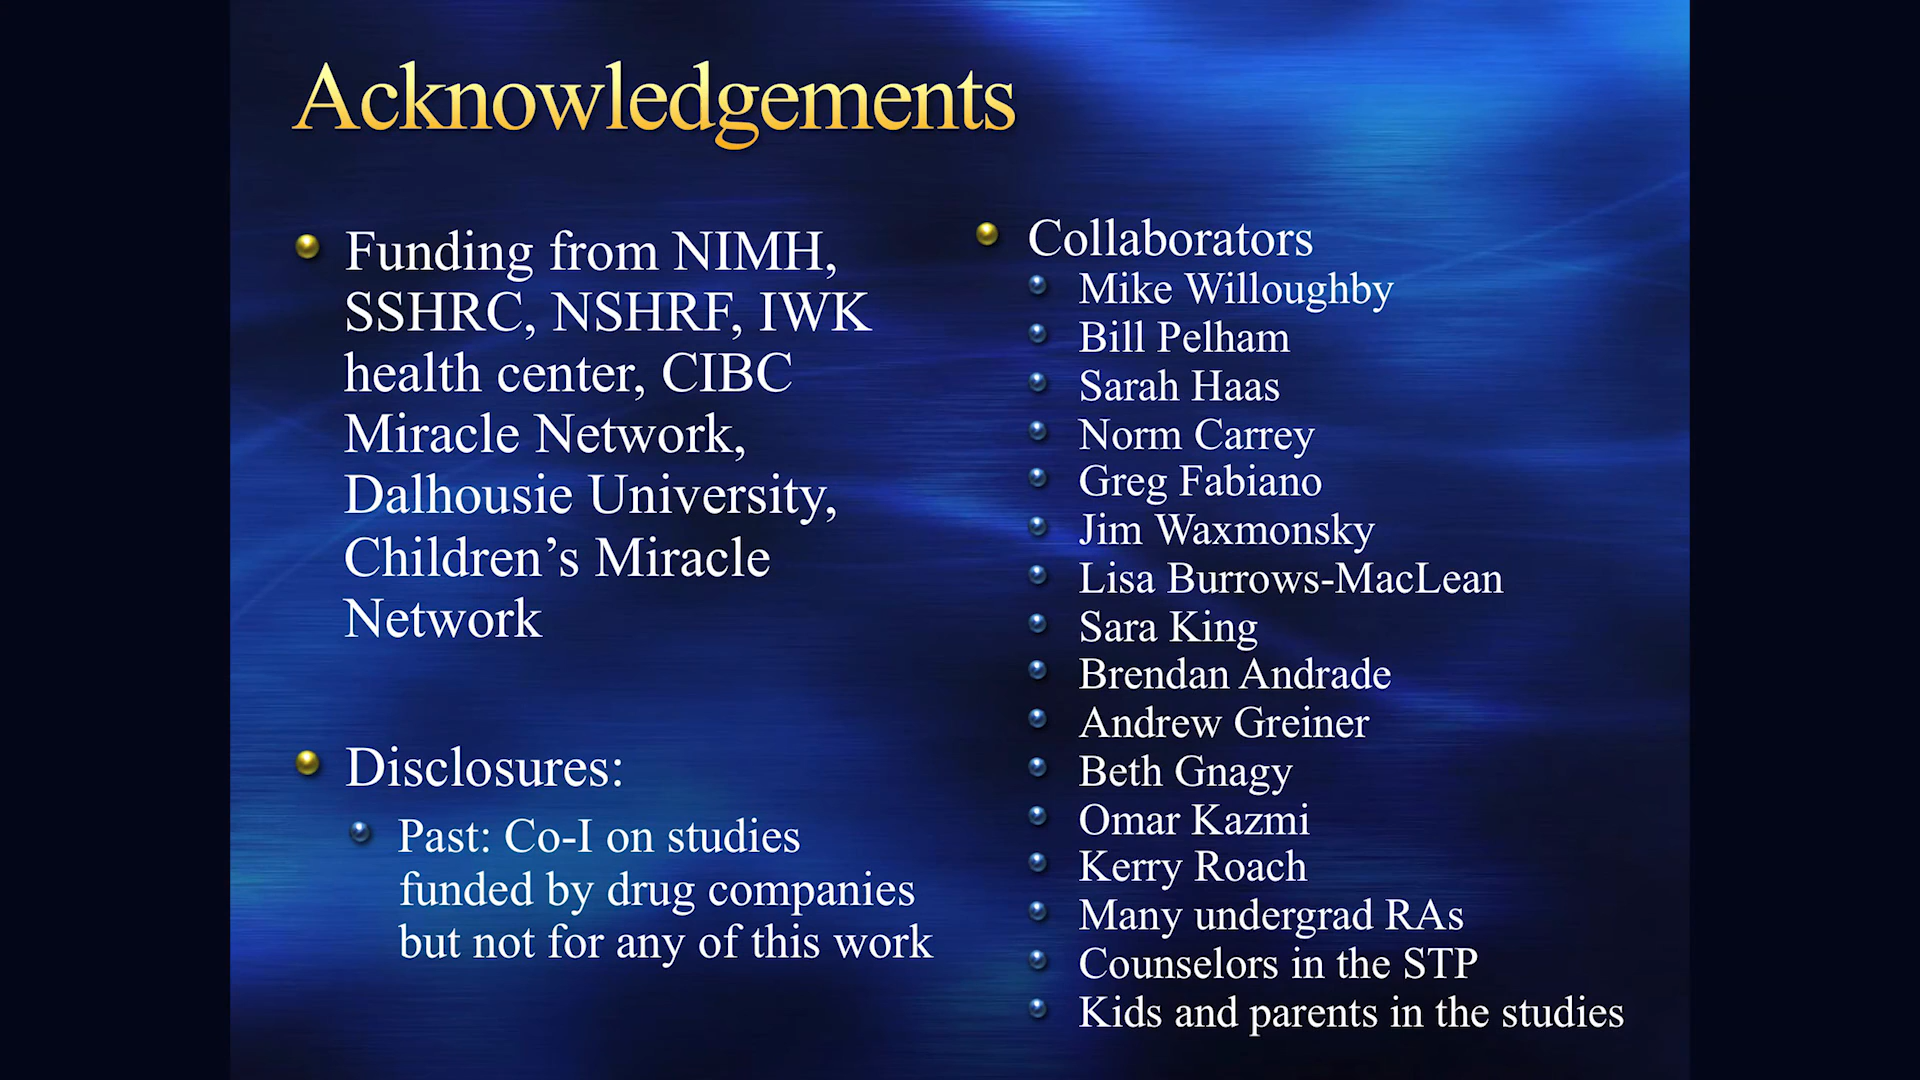 Acknowledgements
Funding from NIMH,
SSHRC, NSHRF, IWK
health center, CIBC
Miracle Network,
Dalhousie University,
Children’s Miracle
Network
Disclosures:
Past: Co-I on studies
funded by drug companies
but not for any of this work
Collaborators
Mike Willoughby
Bill Pelham
Sarah Haas
Norm Carrey
Greg Fabiano
Jim Waxmonsky
Lisa Burrows-MacLean
Sara King
Brendan Andrade
Andrew Greiner
Beth Gnagy
Omar Kazmi
Kerry Roach
Many undergrad RAs
Counselors in the STP
Kids and parents in the studies